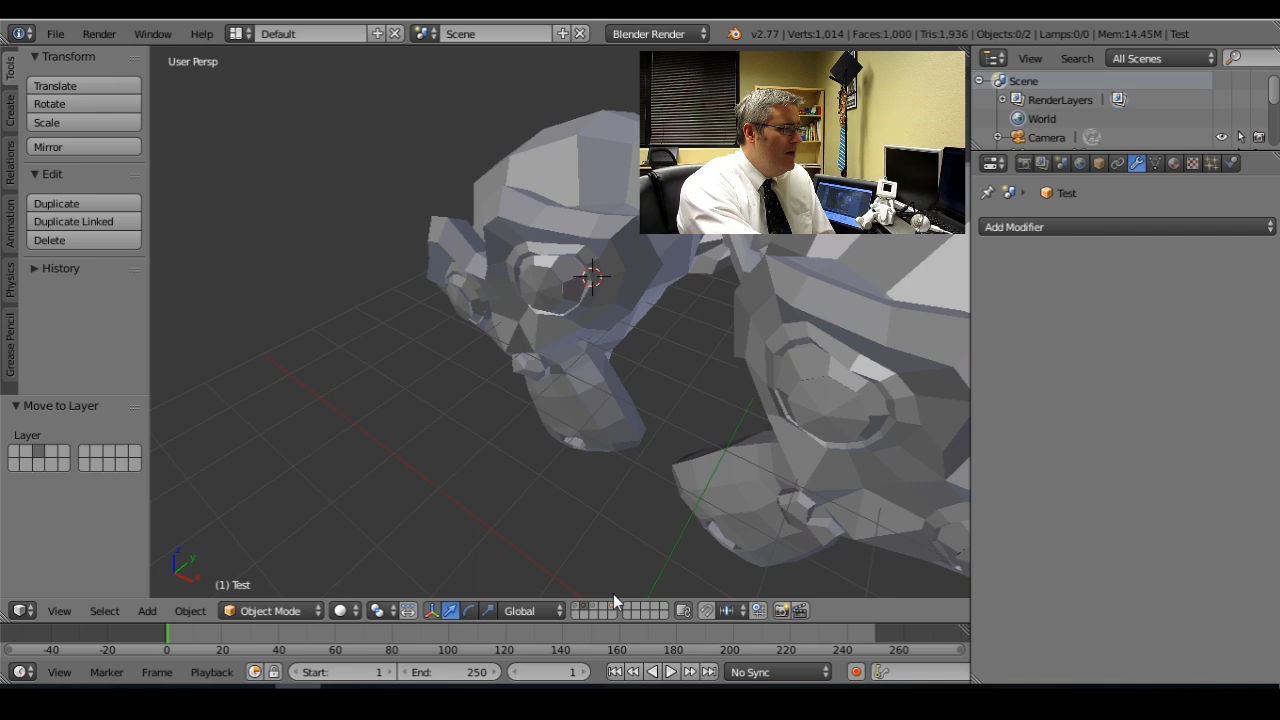 File Render Window Help Default Scene Blender Render v2.77 | Verts:1,014 | Faces:1,000 | Tris:1,936 | Objects:0/2 | Lamps:0/0 | Mem:14.45M | Test
Tools
Create
Relations
Animation
Physics
Grease Pencil
Transform
Translate
Rotate
Scale
Mirror
Edit
Duplicate
Duplicate Linked
Delete
History
Move to Layer
Layer
User Persp
z
y
x
(1) Test
View Search All Scenes
Scene
RenderLayers |
World
Camera |
Test
Add Modifier
View Select Add Object Object Mode Global
-40 -20 0 20 40 60 80 100 120 140 160 180 200 220 240 260
View Marker Frame Playback Start: 1 End: 250 1 No Sync